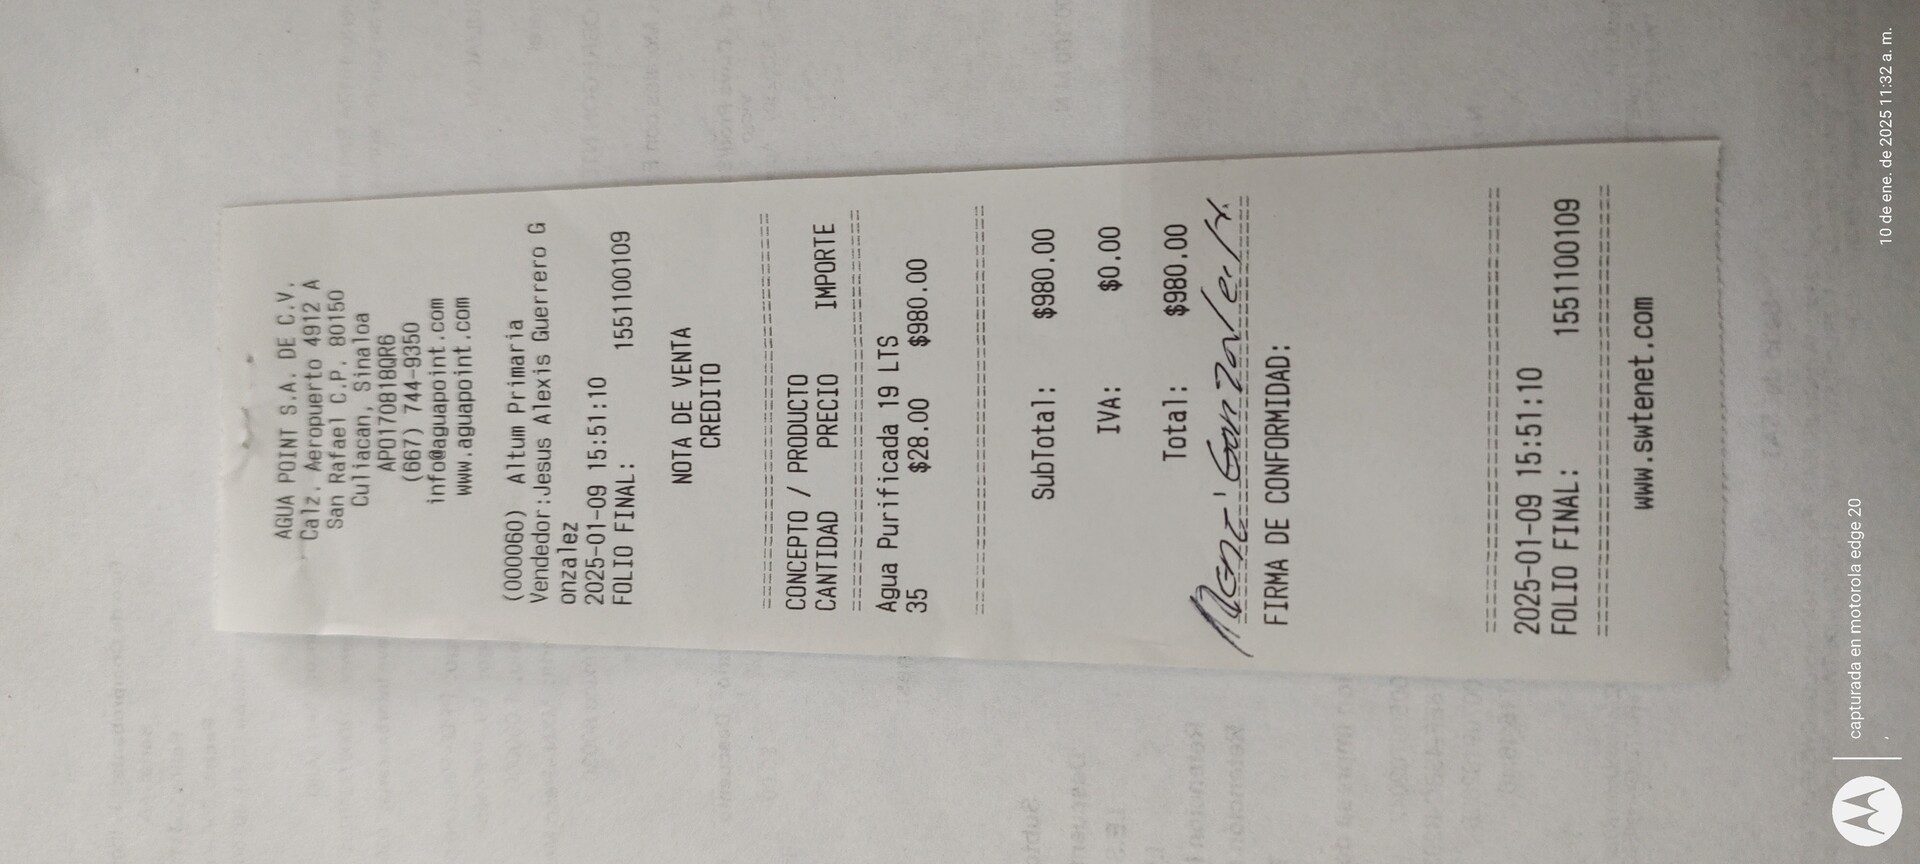 AGUA POINT S.A. DE C.V.
Calz. Aeropuerto 4912 A
San Rafael C.P. 80150
Culiacan, Sinaloa
APO170818QR6
(667) 744-9350
info@aguapoint.com
www.aguapoint.com
(000060) Altum Primaria
Vendedor:Jesus Alexis Guerrero G
onzalez
2025-01-09 15:51:10
FOLIO FINAL: 1551100109
NOTA DE VENTA
CREDITO
CONCEPTO / PRODUCTO
CANTIDAD PRECIO IMPORTE
Agua Purificada 19 LTS
35 $28.00 $980.00
SubTotal: $980.00
IVA: $0.00
Total: $980.00
González H.
FIRMA DE CONFORMIDAD:
2025-01-09 15:51:10
FOLIO FINAL: 1551100109
www.swtenet.com
capturada en motorola edge 20
10 de ene. de 2025 11:32 a. m.